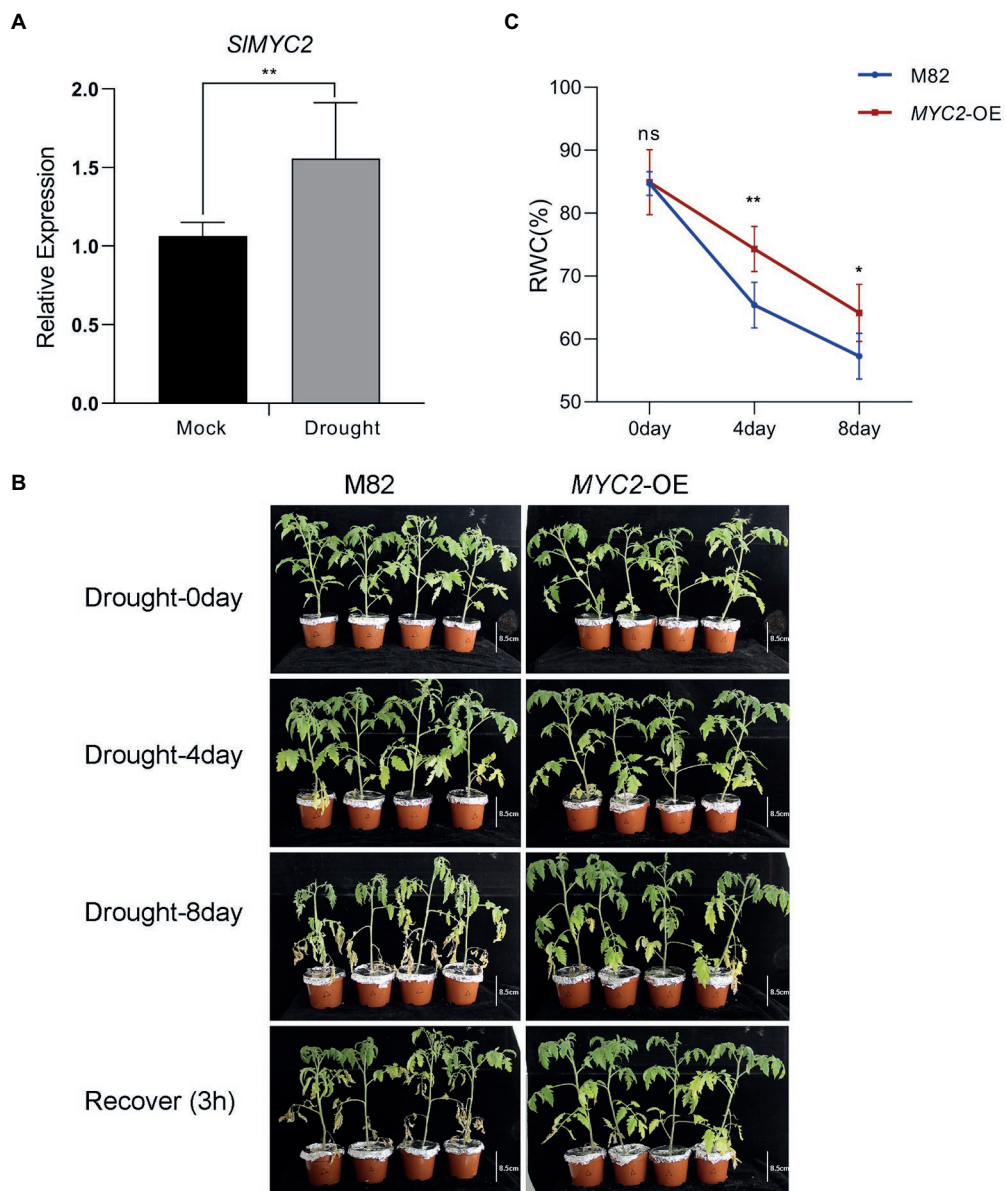 A
SlMYC2
**
2.0
1.5
1.0
0.5
0.0
Relative Expression
Mock
Drought
C
M82
MYC2-OE
100
90
80
70
60
50
RWC(%)
ns
**
*
0day
4day
8day
B
M82
MYC2-OE
Drought-0day
8.5cm
8.5cm
Drought-4day
8.5cm
8.5cm
Drought-8day
8.5cm
8.5cm
Recover (3h)
8.5cm
8.5cm